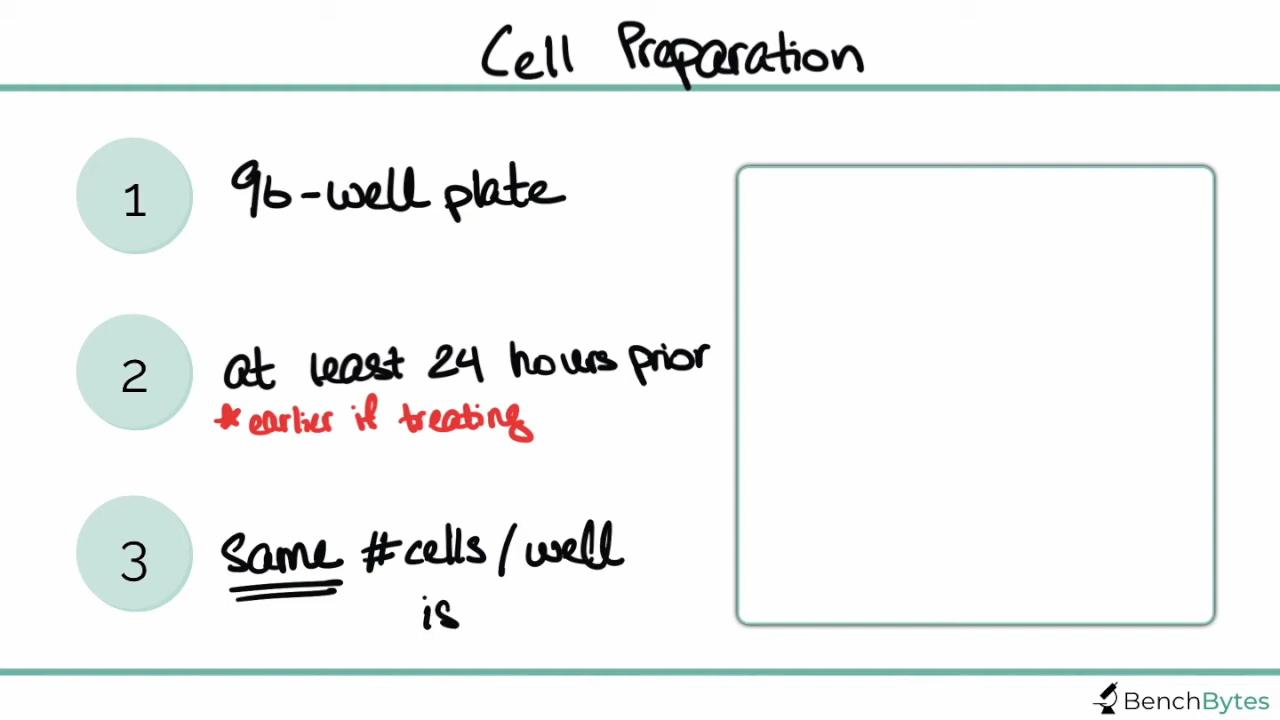 Cell Preparation
1
96-well plate
2
at least 24 hours prior
*earlier if treating
3
same #cells/well
is
BenchBytes